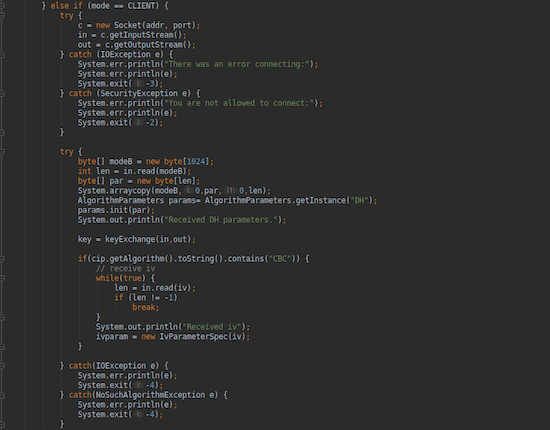 } else if (mode == CLIENT) {
try {
c = new Socket(addr, port);
in = c.getInputStream();
out = c.getOutputStream();
} catch (IOException e) {
System.err.println("There was an error connecting:");
System.err.println(e);
System.exit( i: -3);
} catch (SecurityException e) {
System.err.println("You are not allowed to connect:");
System.err.println(e);
System.exit( i: -2);
}
try {
byte[] modeB = new byte[1024];
int len = in.read(modeB);
byte[] par = new byte[len];
System.arraycopy(modeB, i: 0,par, i1: 0,len);
AlgorithmParameters params= AlgorithmParameters.getInstance("DH");
params.init(par);
System.out.println("Received DH parameters.");
key = keyExchange(in,out);
if(cip.getAlgorithm().toString().contains("CBC")) {
// receive iv
while(true) {
len = in.read(iv);
if (len != -1)
break;
}
System.out.println("Received iv");
ivparam = new IvParameterSpec(iv);
}
} catch(IOException e) {
System.err.println(e);
System.exit( i: -4);
} catch(NoSuchAlgorithmException e) {
System.err.println(e);
System.exit( i: -4);
}